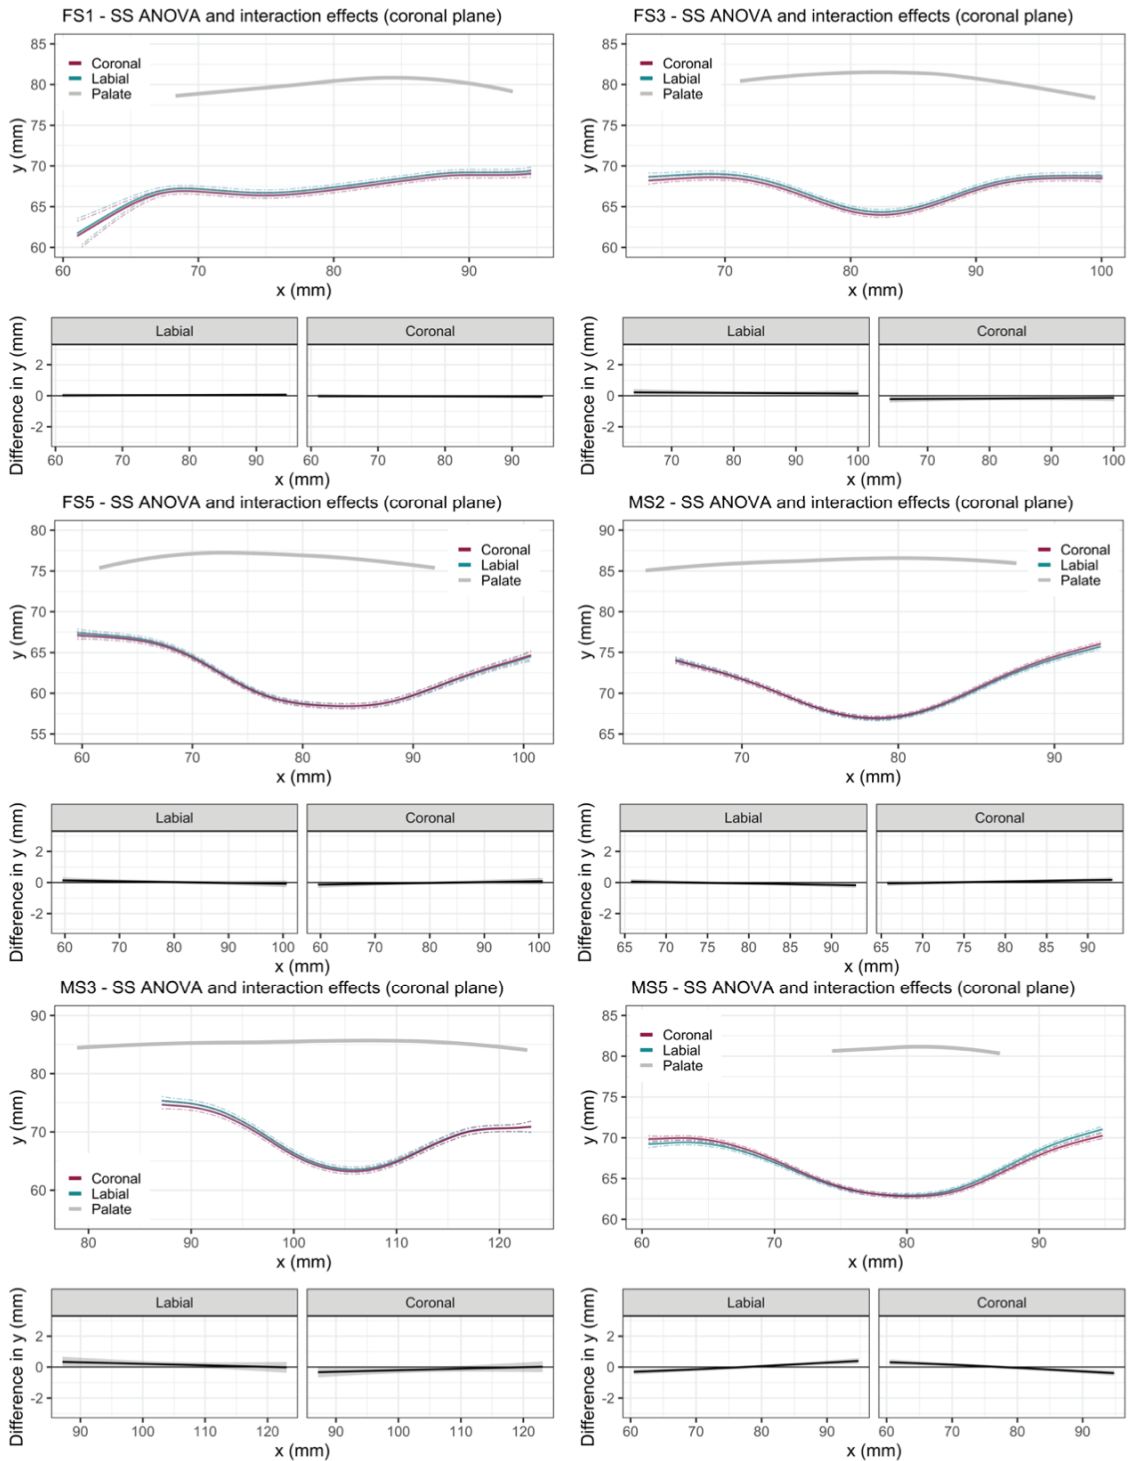 FS1 - SS ANOVA and interaction effects (coronal plane)
85
80
75
70
65
60
y (mm)
Coronal
Labial
Palate
60 70 80 90
x (mm)
Labial Coronal
Difference in y (mm)
2
0
-2
60 70 80 90 60 70 80 90
x (mm)
FS3 - SS ANOVA and interaction effects (coronal plane)
85
80
75
70
65
60
y (mm)
Coronal
Labial
Palate
70 80 90 100
x (mm)
Labial Coronal
Difference in y (mm)
2
0
-2
70 80 90 100 70 80 90 100
x (mm)
FS5 - SS ANOVA and interaction effects (coronal plane)
80
75
70
65
60
55
y (mm)
Coronal
Labial
Palate
60 70 80 90 100
x (mm)
Labial Coronal
Difference in y (mm)
2
0
-2
60 70 80 90 100 60 70 80 90 100
x (mm)
MS2 - SS ANOVA and interaction effects (coronal plane)
90
85
80
75
70
65
y (mm)
Coronal
Labial
Palate
70 80 90
x (mm)
Labial Coronal
Difference in y (mm)
2
0
-2
65 70 75 80 85 90 65 70 75 80 85 90
x (mm)
MS3 - SS ANOVA and interaction effects (coronal plane)
90
80
70
60
y (mm)
Coronal
Labial
Palate
80 90 100 110 120
x (mm)
Labial Coronal
Difference in y (mm)
2
0
-2
90 100 110 120 90 100 110 120
x (mm)
MS5 - SS ANOVA and interaction effects (coronal plane)
85
80
75
70
65
60
y (mm)
Coronal
Labial
Palate
60 70 80 90
x (mm)
Labial Coronal
Difference in y (mm)
2
0
-2
60 70 80 90 60 70 80 90
x (mm)